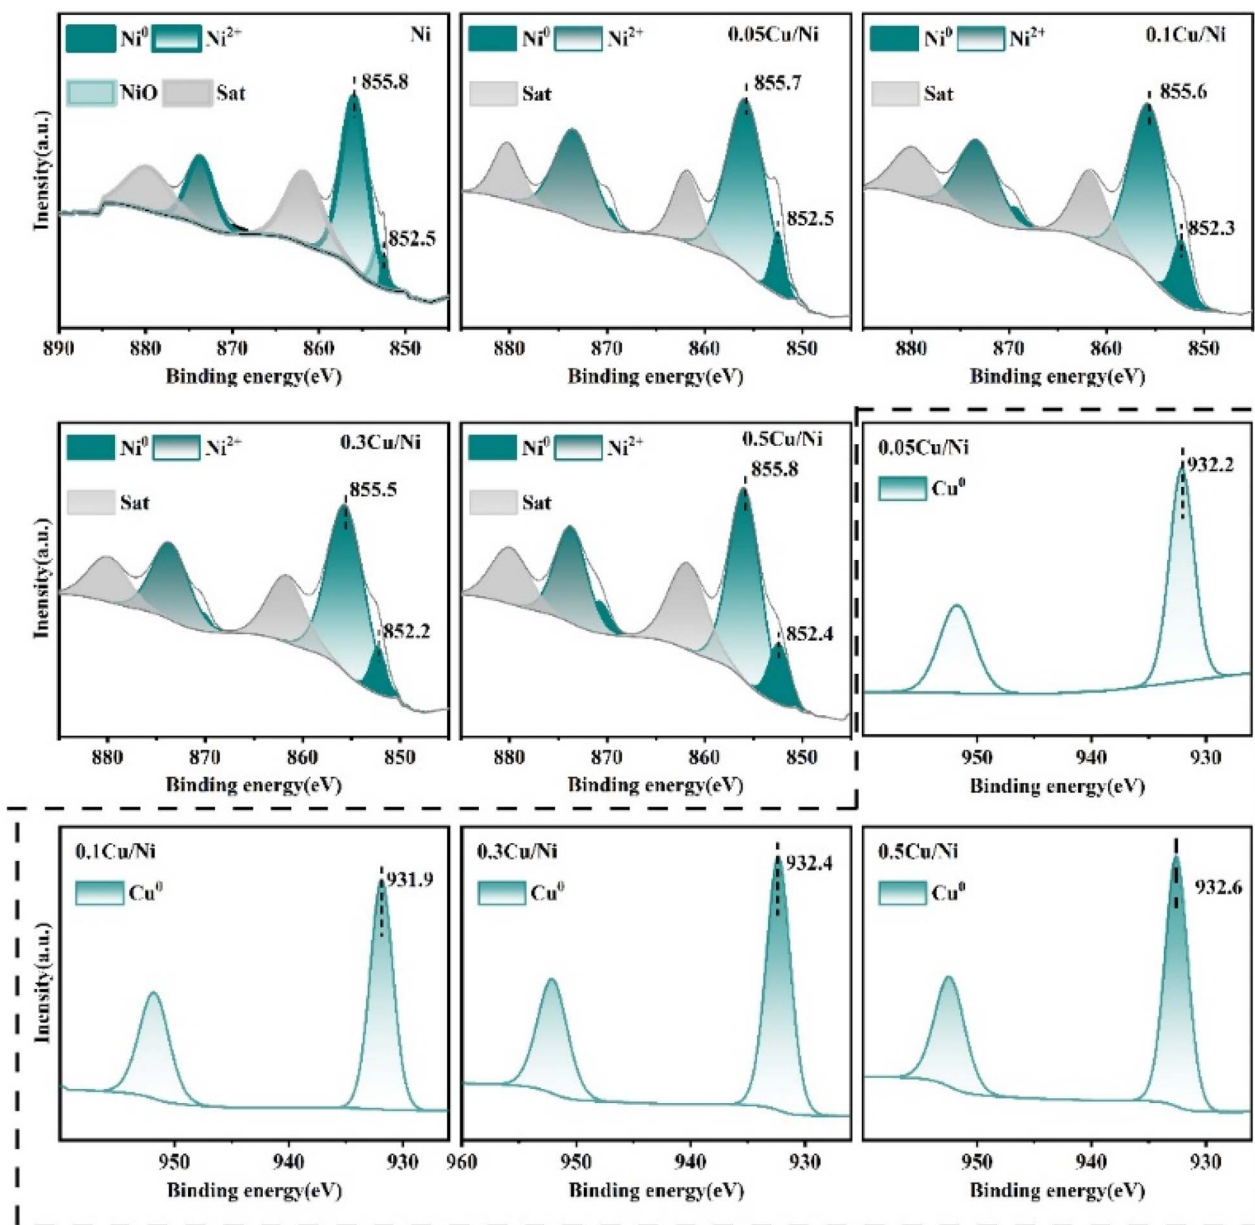 Ni⁰ Ni²⁺ Ni
NiO Sat 855.8
852.5
Inensity(a.u.)
890 880 870 860 850
Binding energy(eV)
Ni⁰ Ni²⁺ 0.05Cu/Ni
Sat 855.7
852.5
880 870 860 850
Binding energy(eV)
Ni⁰ Ni²⁺ 0.1Cu/Ni
Sat 855.6
852.3
880 870 860 850
Binding energy(eV)
Ni⁰ Ni²⁺ 0.3Cu/Ni
Sat 855.5
852.2
Inensity(a.u.)
880 870 860 850
Binding energy(eV)
Ni⁰ Ni²⁺ 0.5Cu/Ni
855.8
Sat
852.4
880 870 860 850
Binding energy(eV)
0.05Cu/Ni
932.2
Cu⁰
950 940 930
Binding energy(eV)
0.1Cu/Ni
Cu⁰ 931.9
Inensity(a.u.)
950 940 930
Binding energy(eV)
0.3Cu/Ni
932.4
Cu⁰
960 950 940 930
Binding energy(eV)
0.5Cu/Ni
Cu⁰ 932.6
950 940 930
Binding energy(eV)